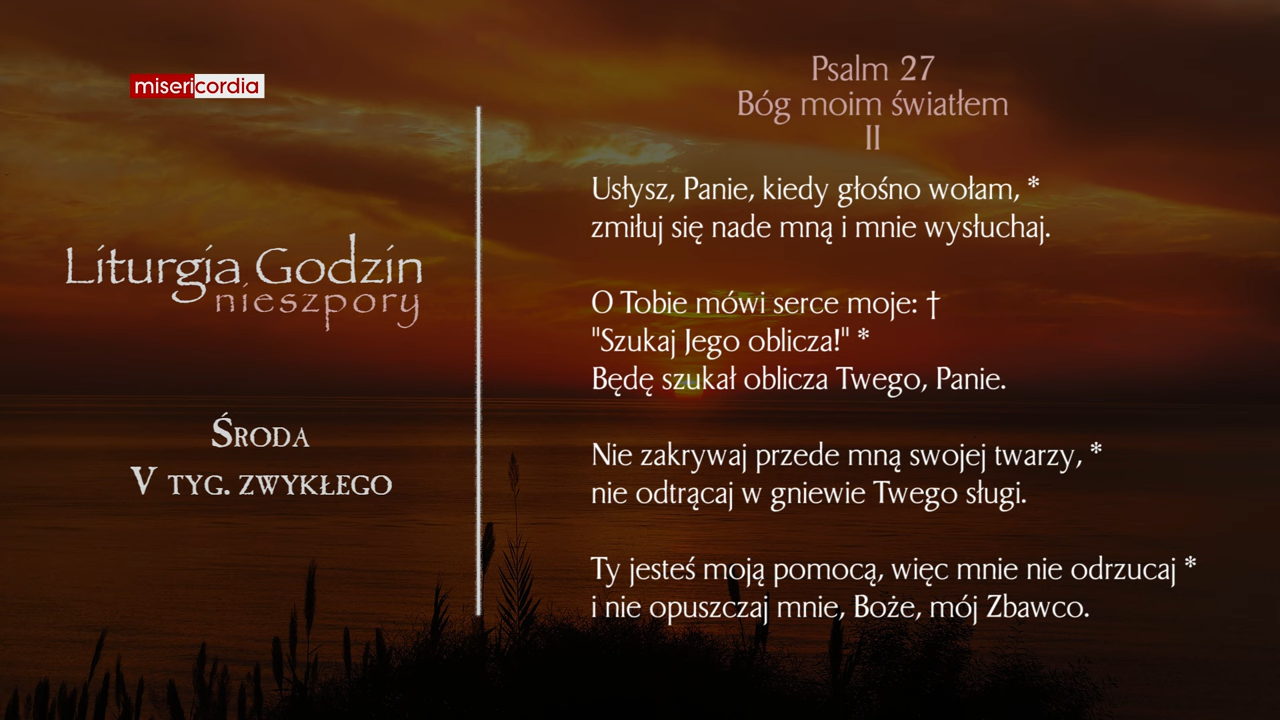 misericordia
Liturgia Godzin
nieszpory
Środa
V tyg. zwykłego
Psalm 27
Bóg moim światłem
II
Usłysz, Panie, kiedy głośno wołam, *
zmiłuj się nade mną i mnie wysłuchaj.
O Tobie mówi serce moje: †
"Szukaj Jego oblicza!" *
Będę szukał oblicza Twego, Panie.
Nie zakrywaj przede mną swojej twarzy, *
nie odtrącaj w gniewie Twego sługi.
Ty jesteś moją pomocą, więc mnie nie odrzucaj *
i nie opuszczaj mnie, Boże, mój Zbawco.